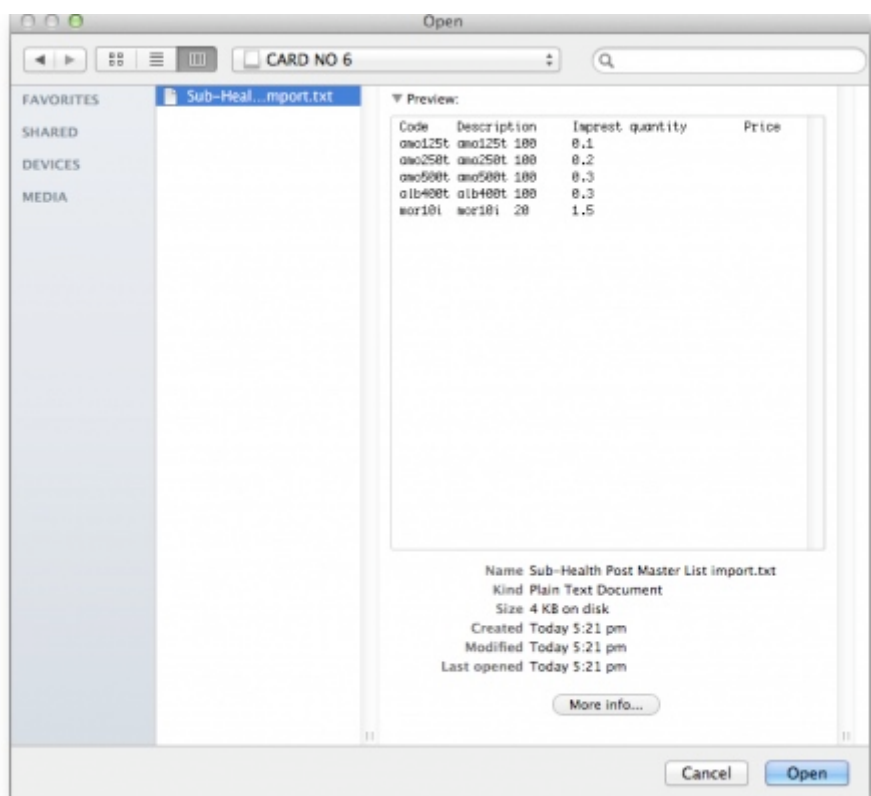 Open
CARD NO 6
FAVORITES
SHARED
DEVICES
MEDIA
Sub-Heal...mport.txt
Preview:
Code Description Imprest quantity Price
amo125t amo125t 100 0.1
amo250t amo250t 100 0.2
amo500t amo500t 100 0.3
alb400t alb400t 100 0.3
mor10i mor10i 20 1.5
Name Sub-Health Post Master List import.txt
Kind Plain Text Document
Size 4 KB on disk
Created Today 5:21 pm
Modified Today 5:21 pm
Last opened Today 5:21 pm
More info...
Cancel Open